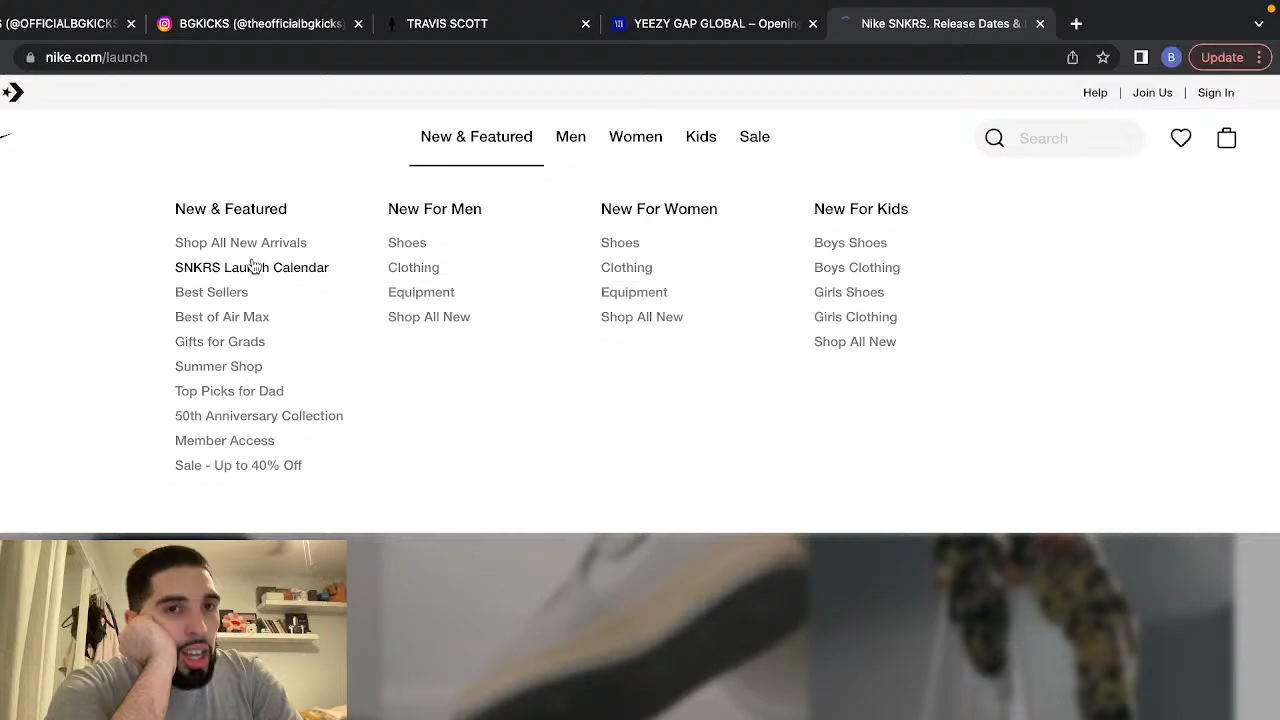 S (@OFFICIALBGKICKS
BGKICKS (@theofficialbgkicks)
TRAVIS SCOTT
YEEZY GAP GLOBAL – Opening
Nike SNKRS. Release Dates &
nike.com/launch
B
Update
Help | Join Us | Sign In
New & Featured
Men
Women
Kids
Sale
Search
New & Featured
Shop All New Arrivals
SNKRS Launch Calendar
Best Sellers
Best of Air Max
Gifts for Grads
Summer Shop
Top Picks for Dad
50th Anniversary Collection
Member Access
Sale - Up to 40% Off
New For Men
Shoes
Clothing
Equipment
Shop All New
New For Women
Shoes
Clothing
Equipment
Shop All New
New For Kids
Boys Shoes
Boys Clothing
Girls Shoes
Girls Clothing
Shop All New